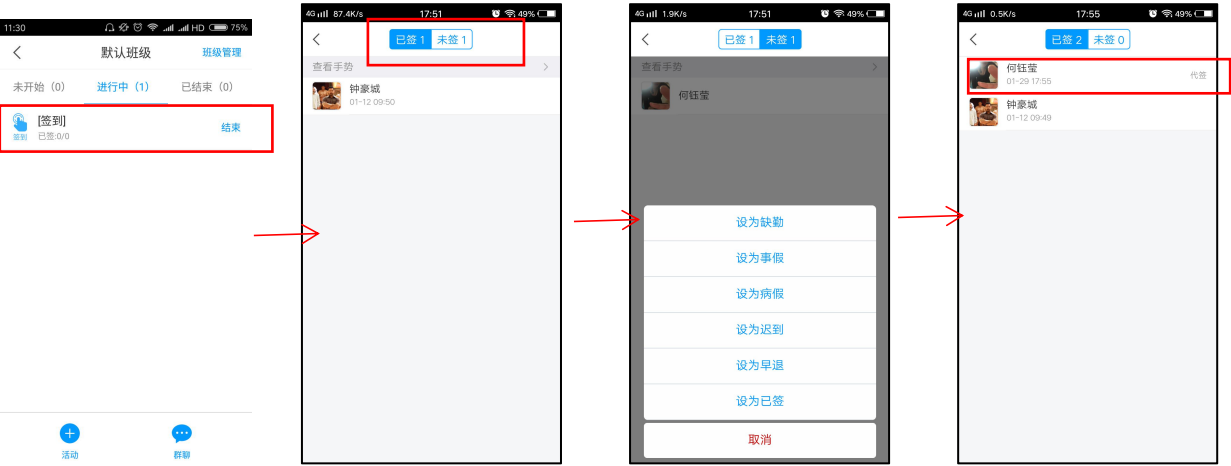 11:30
HD 75%
默认班级
班级管理
未开始（0）
进行中（1）
已结束（0）
[签到]
签到
已签:0/0
结束
活动
群聊
4G 87.4K/s
17:51
49%
已签 1
未签 1
查看手势
钟豪城
01-12 09:50
4G 1.9K/s
17:51
49%
已签 1
未签 1
查看手势
何钰莹
设为缺勤
设为事假
设为病假
设为迟到
设为早退
设为已签
取消
4G 0.5K/s
17:55
49%
已签 2
未签 0
何钰莹
01-29 17:55
代签
钟豪城
01-12 09:49